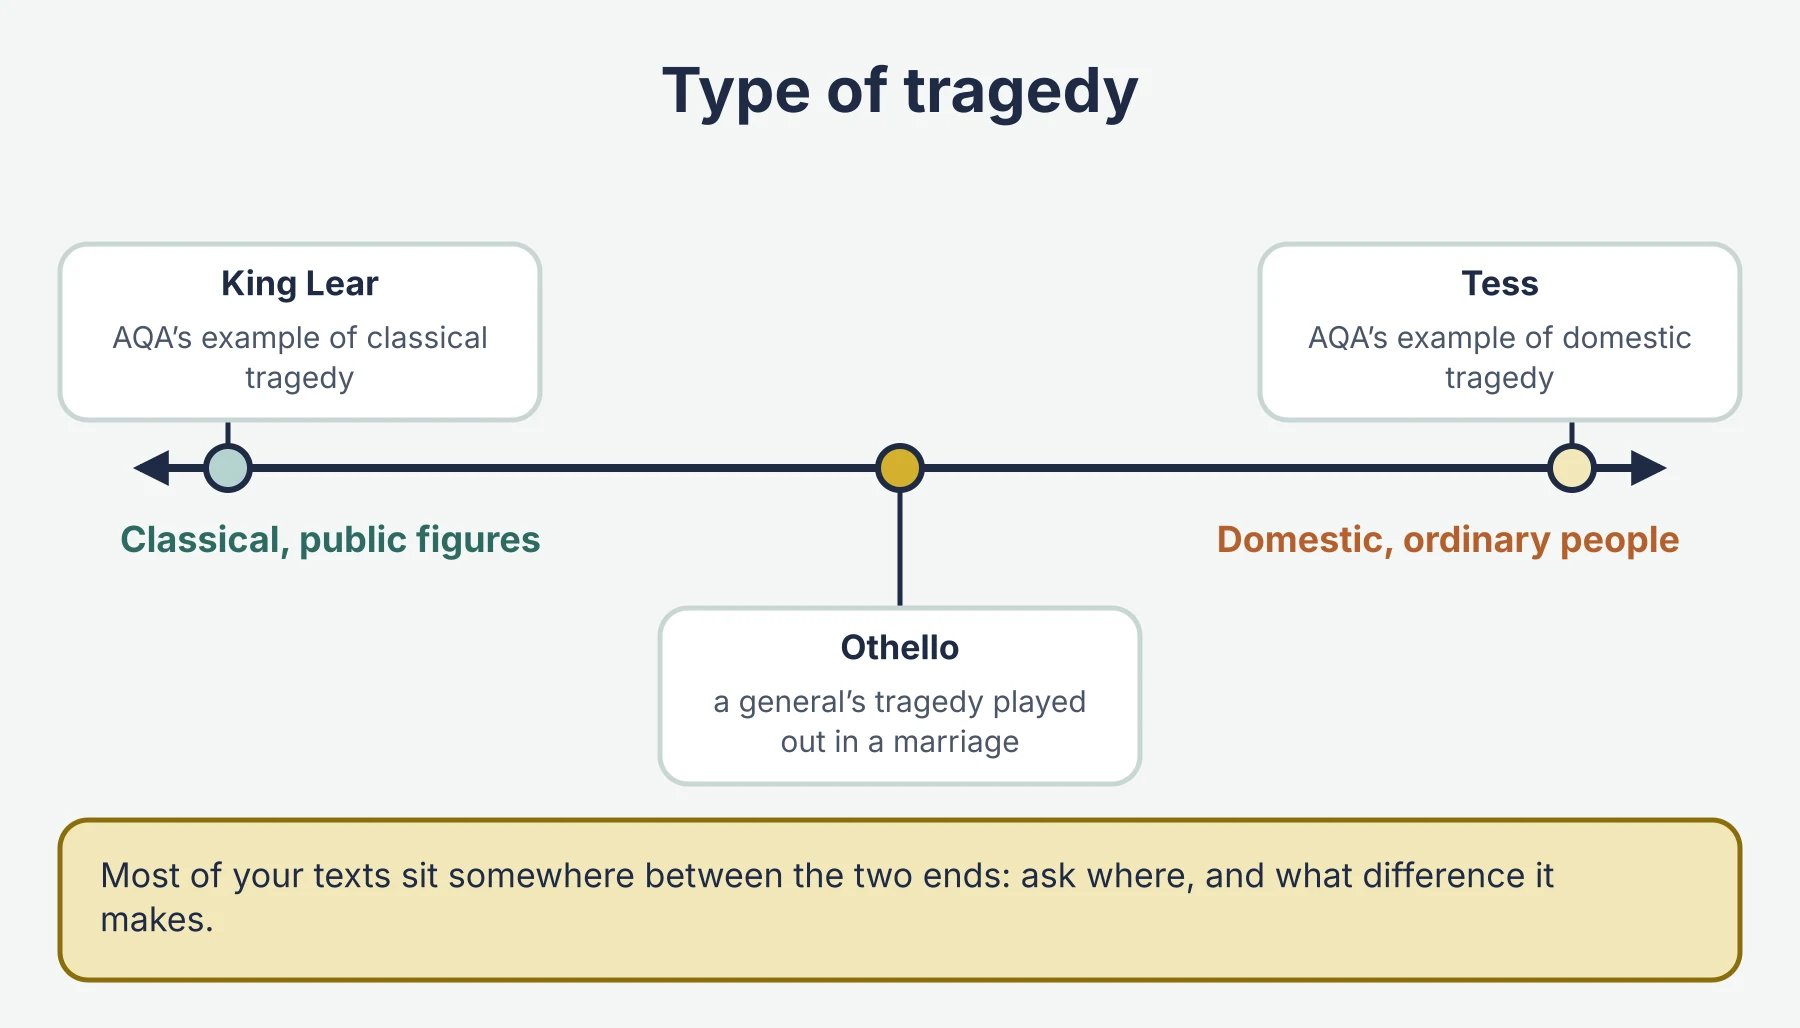 Type of tragedy
King Lear
AQA’s example of classical
tragedy
Tess
AQA’s example of domestic
tragedy
Classical, public figures
Domestic, ordinary people
Othello
a general’s tragedy played
out in a marriage
Most of your texts sit somewhere between the two ends: ask where, and what difference it
makes.